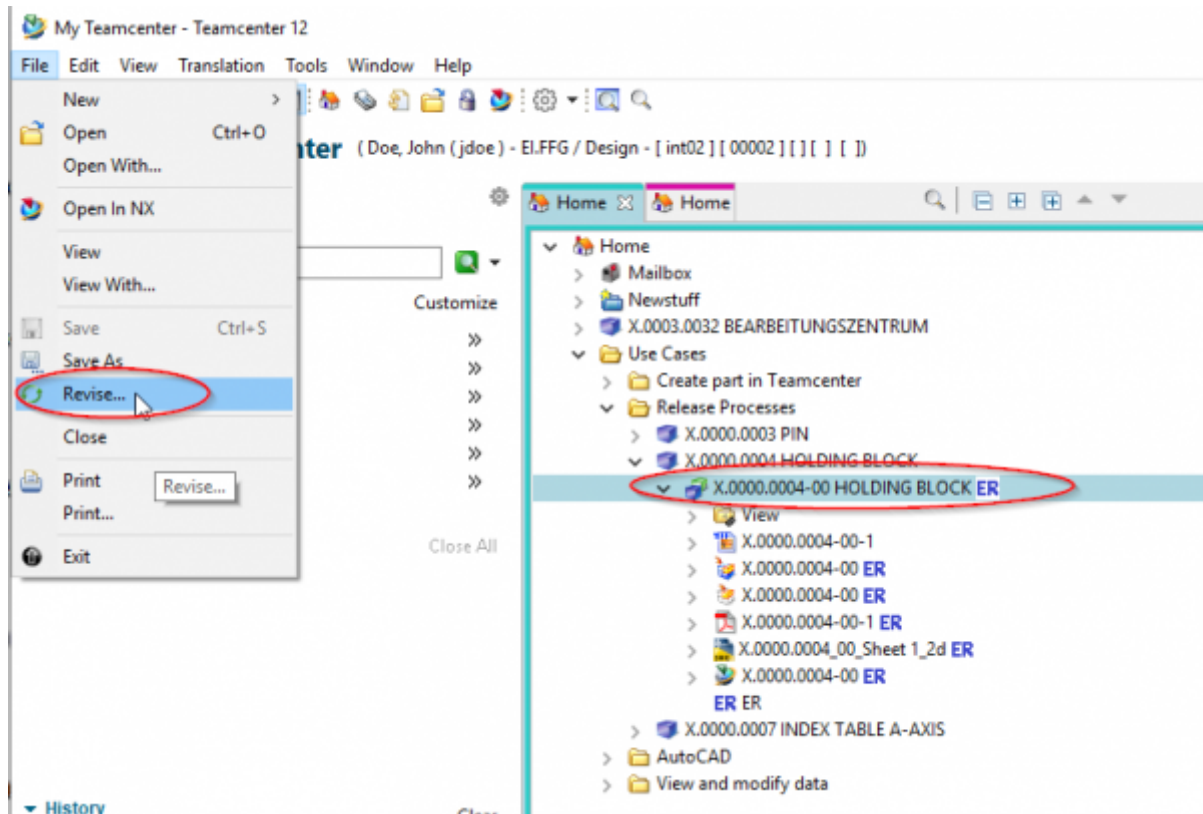 My Teamcenter - Teamcenter 12
File Edit View Translation Tools Window Help
New
Open Ctrl+O
Open With...
Open In NX
View
View With...
Save Ctrl+S
Save As
Revise...
Close
Print
Revise...
Print...
Exit
nter ( Doe, John ( jdoe ) - EI.FFG / Design - [ int02 ] [ 00002 ] [ ] [ ] [ ])
Customize
Close All
History
Home Home
Home
Mailbox
Newstuff
X.0003.0032 BEARBEITUNGSZENTRUM
Use Cases
Create part in Teamcenter
Release Processes
X.0000.0003 PIN
X.0000.0004 HOLDING BLOCK
X.0000.0004-00 HOLDING BLOCK ER
View
X.0000.0004-00-1
X.0000.0004-00 ER
X.0000.0004-00 ER
X.0000.0004-00-1 ER
X.0000.0004_00_Sheet 1_2d ER
X.0000.0004-00 ER
ER ER
X.0000.0007 INDEX TABLE A-AXIS
AutoCAD
View and modify data